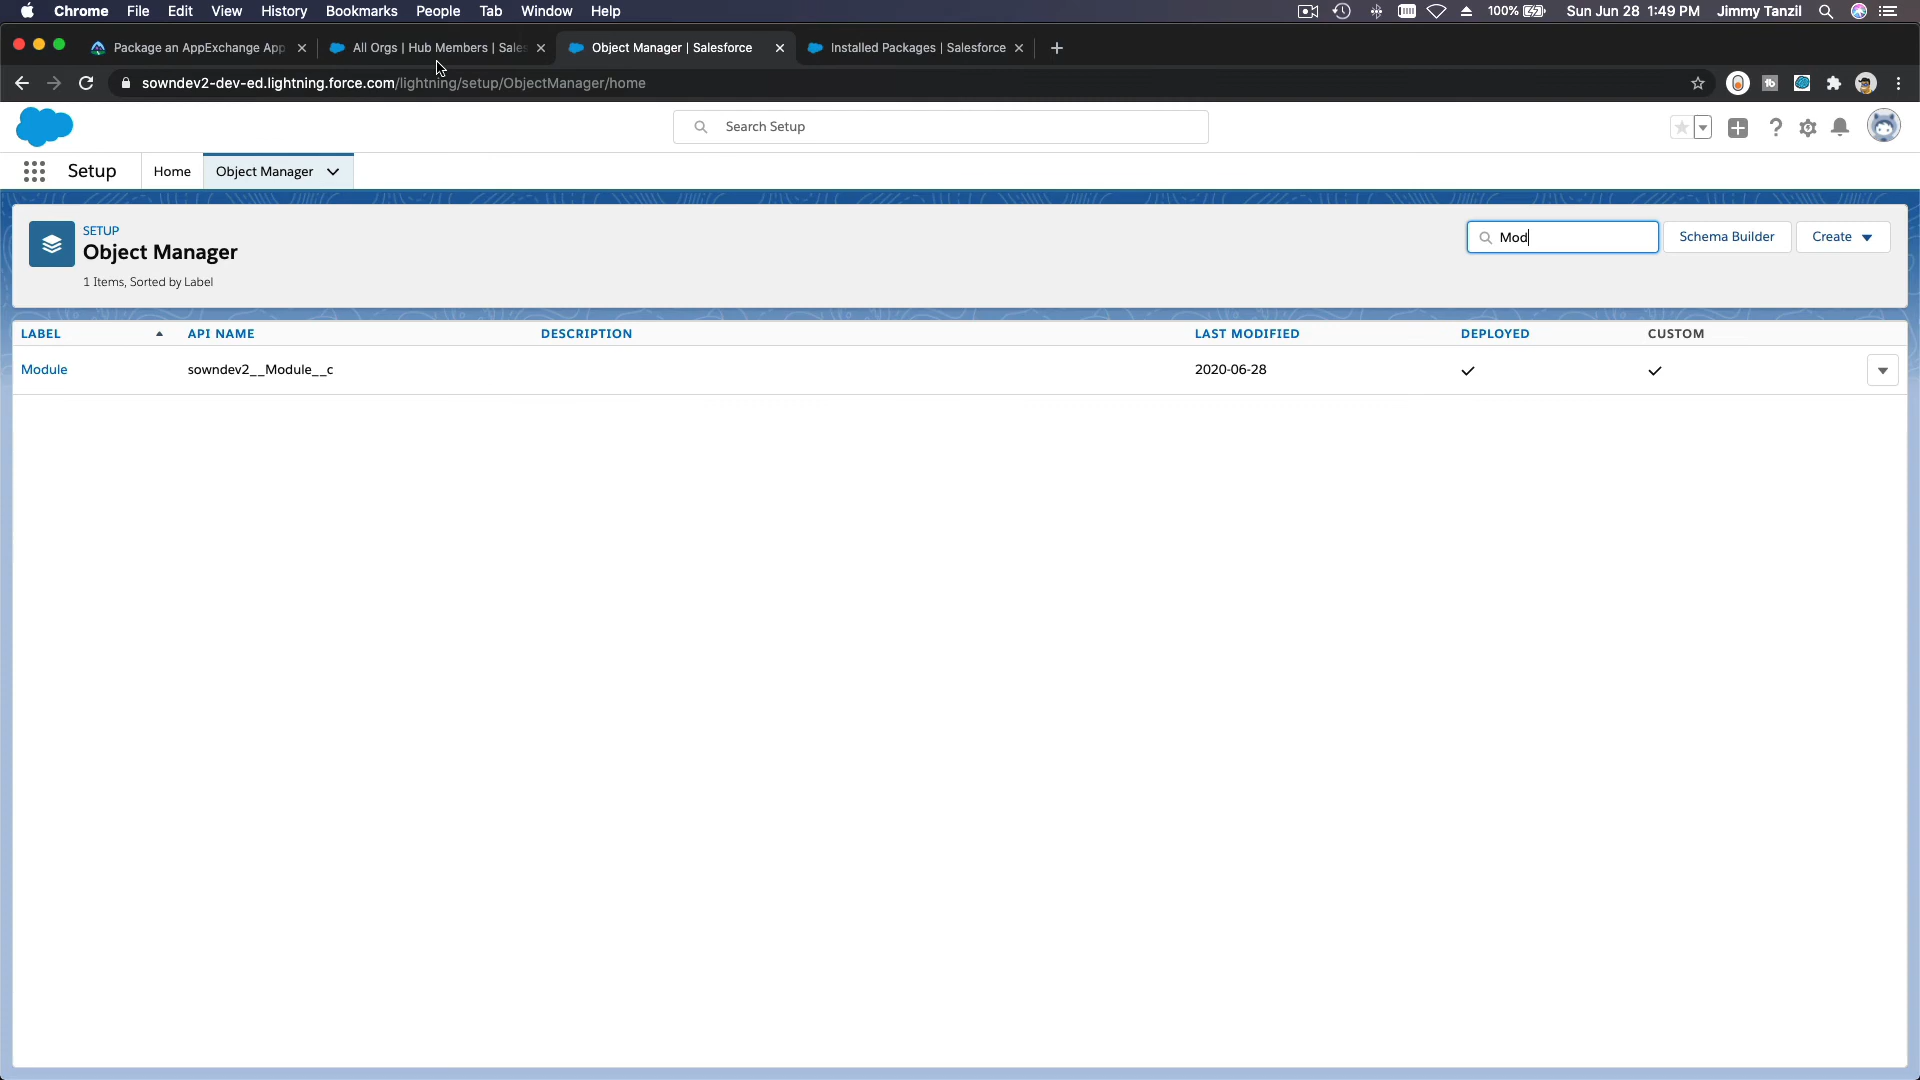 Chrome File Edit View History Bookmarks People Tab Window Help 100% Sun Jun 28 1:49 PM Jimmy Tanzil
Package an AppExchange App All Orgs | Hub Members | Sales Object Manager | Salesforce Installed Packages | Salesforce
sowndev2-dev-ed.lightning.force.com/lightning/setup/ObjectManager/home
Search Setup
Setup Home Object Manager
SETUP
Object Manager
1 Items, Sorted by Label
Mod
Schema Builder
Create
LABEL API NAME DESCRIPTION LAST MODIFIED DEPLOYED CUSTOM
Module sowndev2__Module__c 2020-06-28